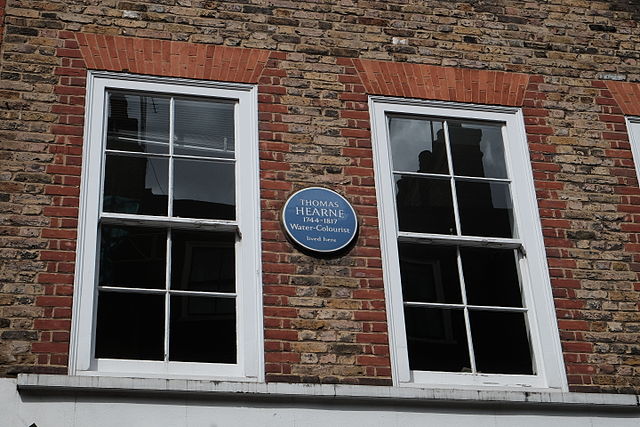 THOMAS
HEARNE
1744-1817
Water-Colourist
lived here